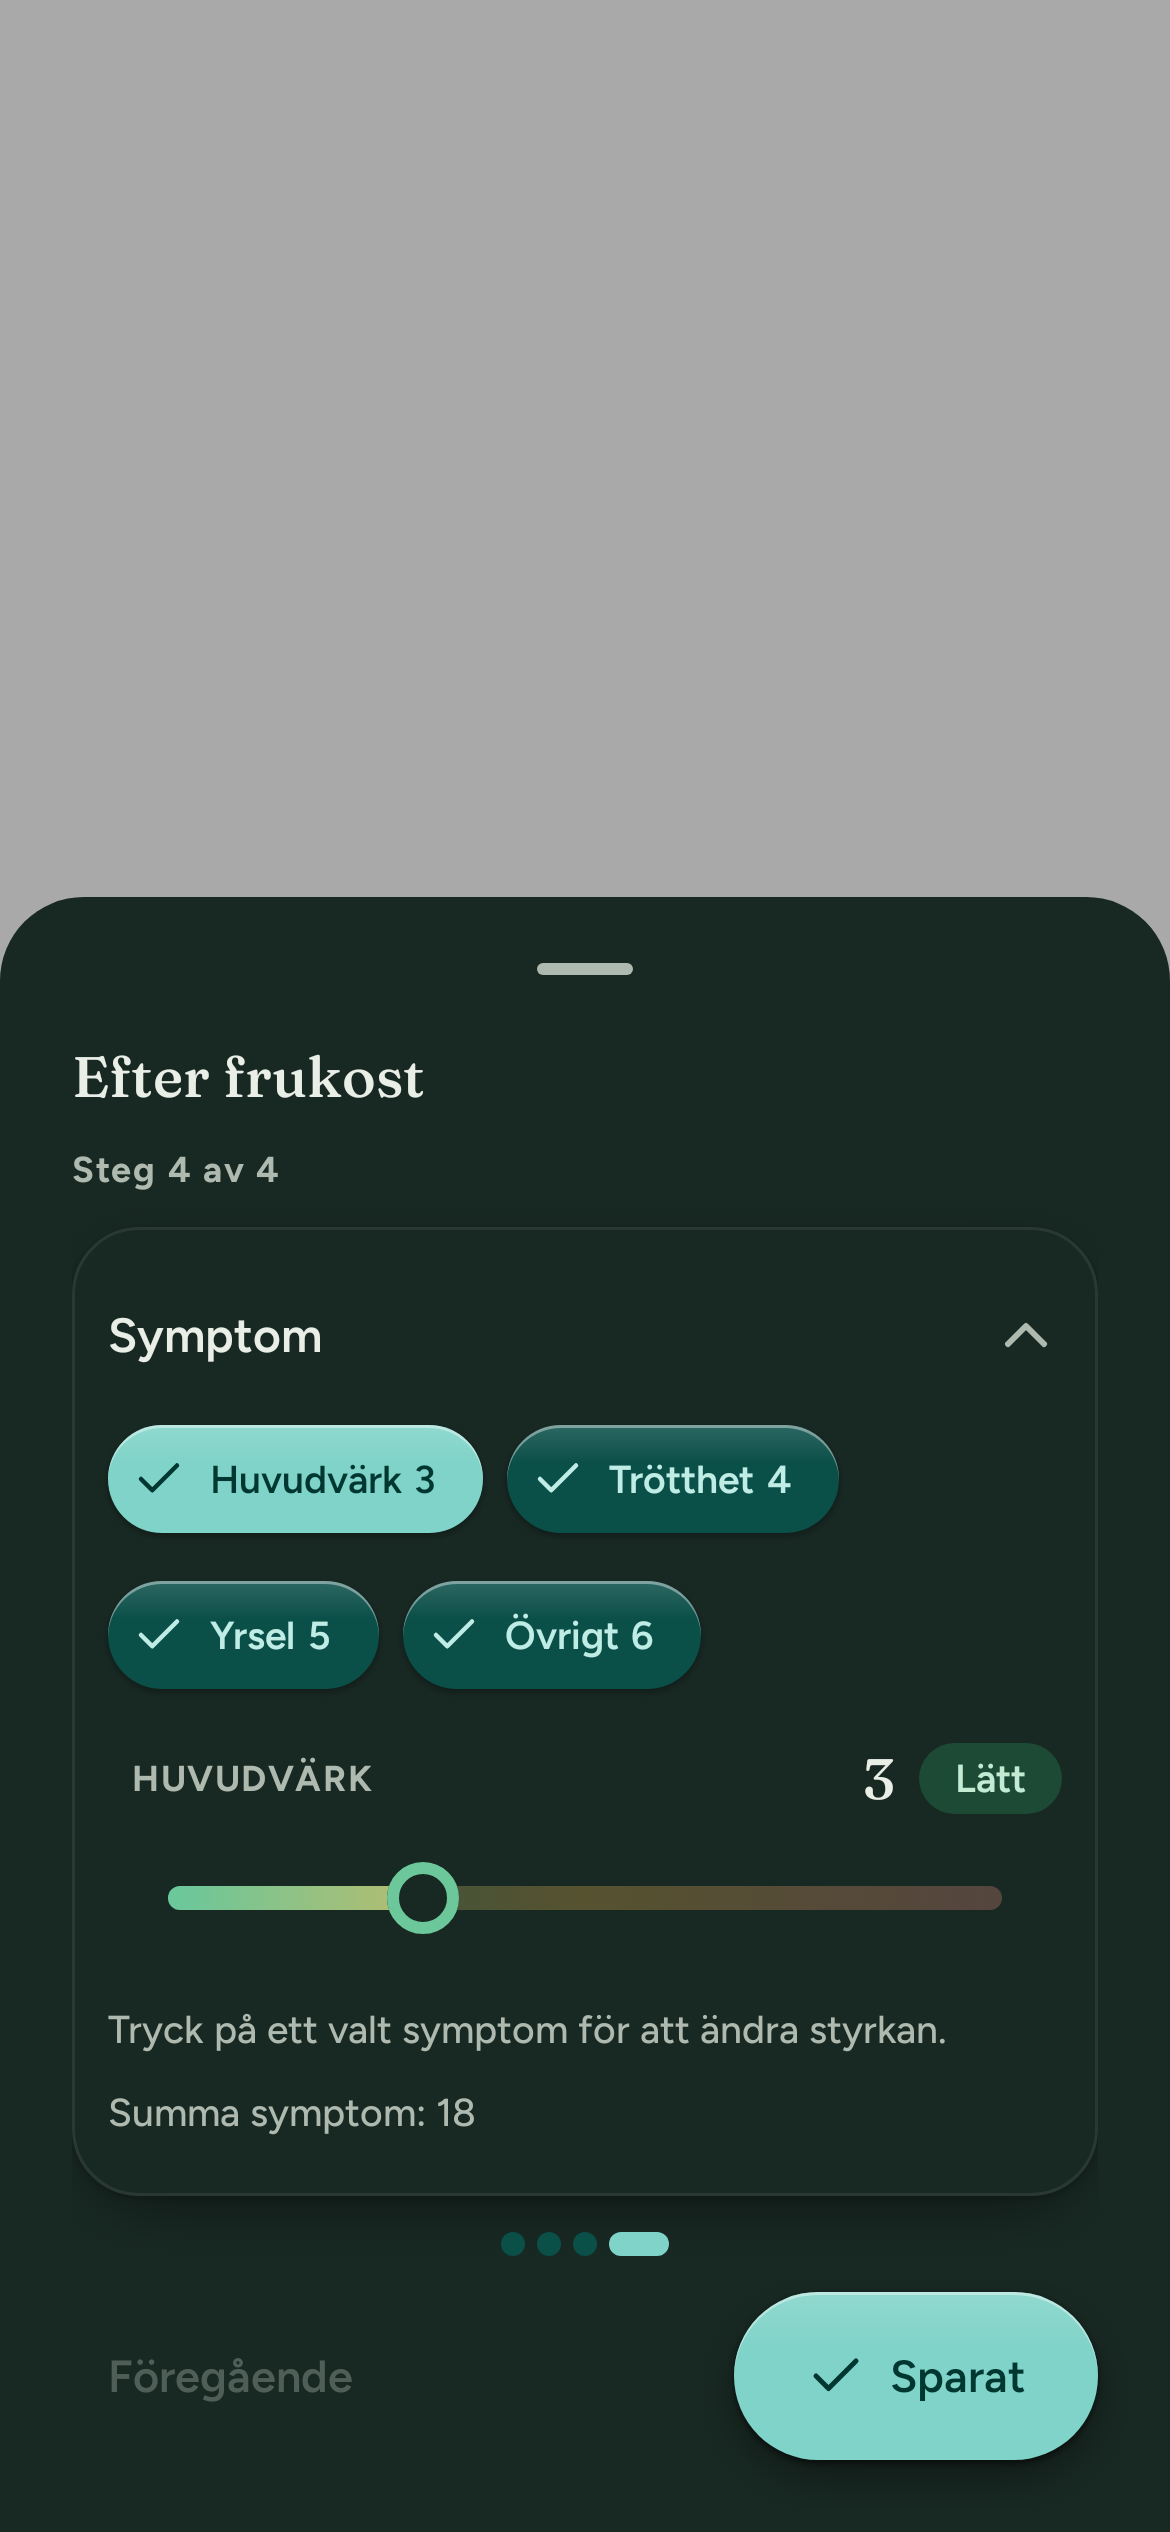 Efter frukost
Steg 4 av 4
Symptom
Huvudvärk 3
Trötthet 4
Yrsel 5
Övrigt 6
HUVUDVÄRK
3
Lätt
Tryck på ett valt symptom för att ändra styrkan.
Summa symptom: 18
Föregående
Sparat